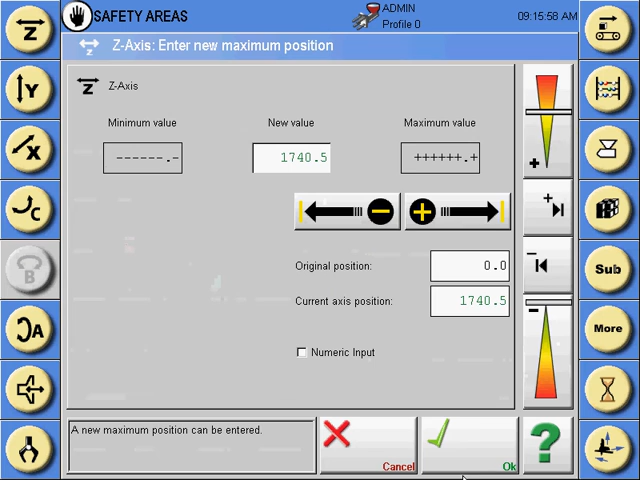 SAFETY AREAS
ADMIN
Profile 0
09:15:58 AM
Z-Axis: Enter new maximum position
Z
Z-Axis
Minimum value
New value
Maximum value
------.-
1740.5
++++++.+
Original position:
0.0
Current axis position:
1740.5
Numeric Input
A new maximum position can be entered.
Cancel
Ok
?
Z
Y
X
C
B
A
Sub
More